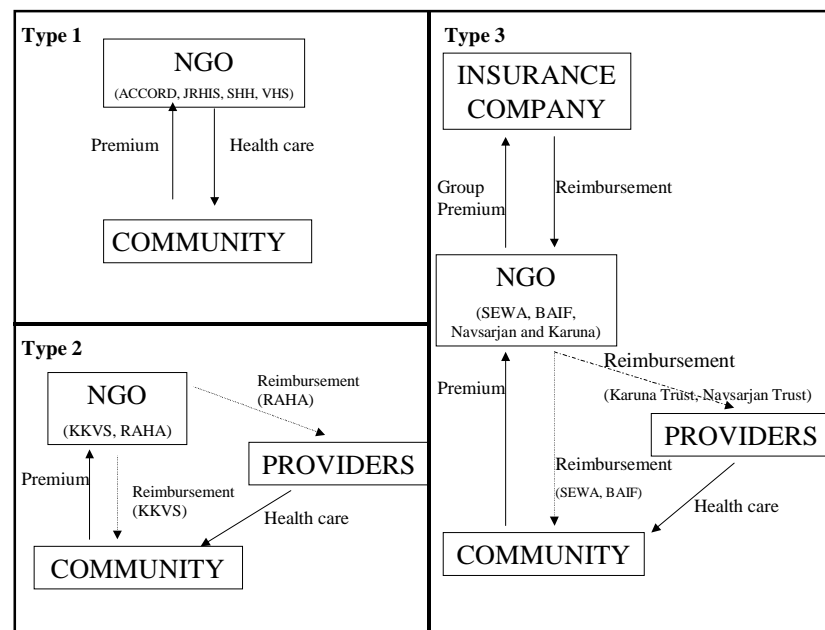 Type 1
NGO
(ACCORD, JRHIS, SHH, VHS)
Premium
Health care
COMMUNITY
Type 2
NGO
(KKVS, RAHA)
Reimbursement
(RAHA)
PROVIDERS
Premium
Reimbursement
(KKVS)
Health care
COMMUNITY
Type 3
INSURANCE
COMPANY
Group
Premium
Reimbursement
NGO
(SEWA, BAIF,
Navsarjan and Karuna)
Reimbursement
(Karuna Trust, Navsarjan Trust)
Premium
PROVIDERS
Reimbursement
(SEWA, BAIF)
Health care
COMMUNITY